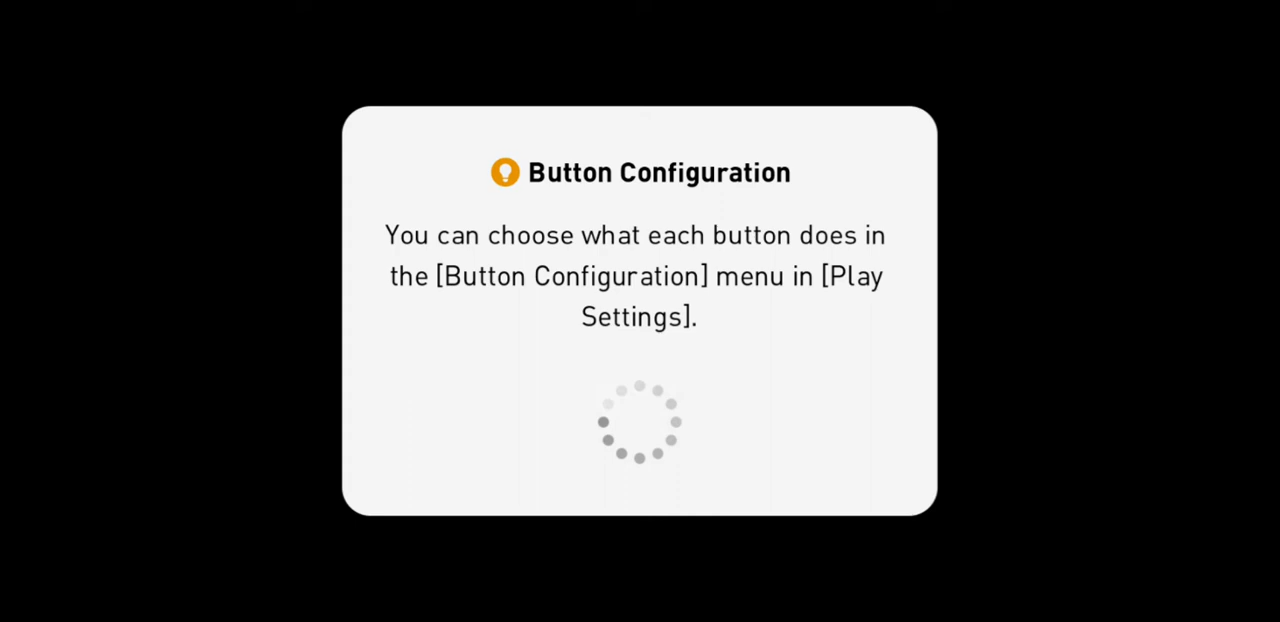 Button Configuration
You can choose what each button does in
the [Button Configuration] menu in [Play
Settings].